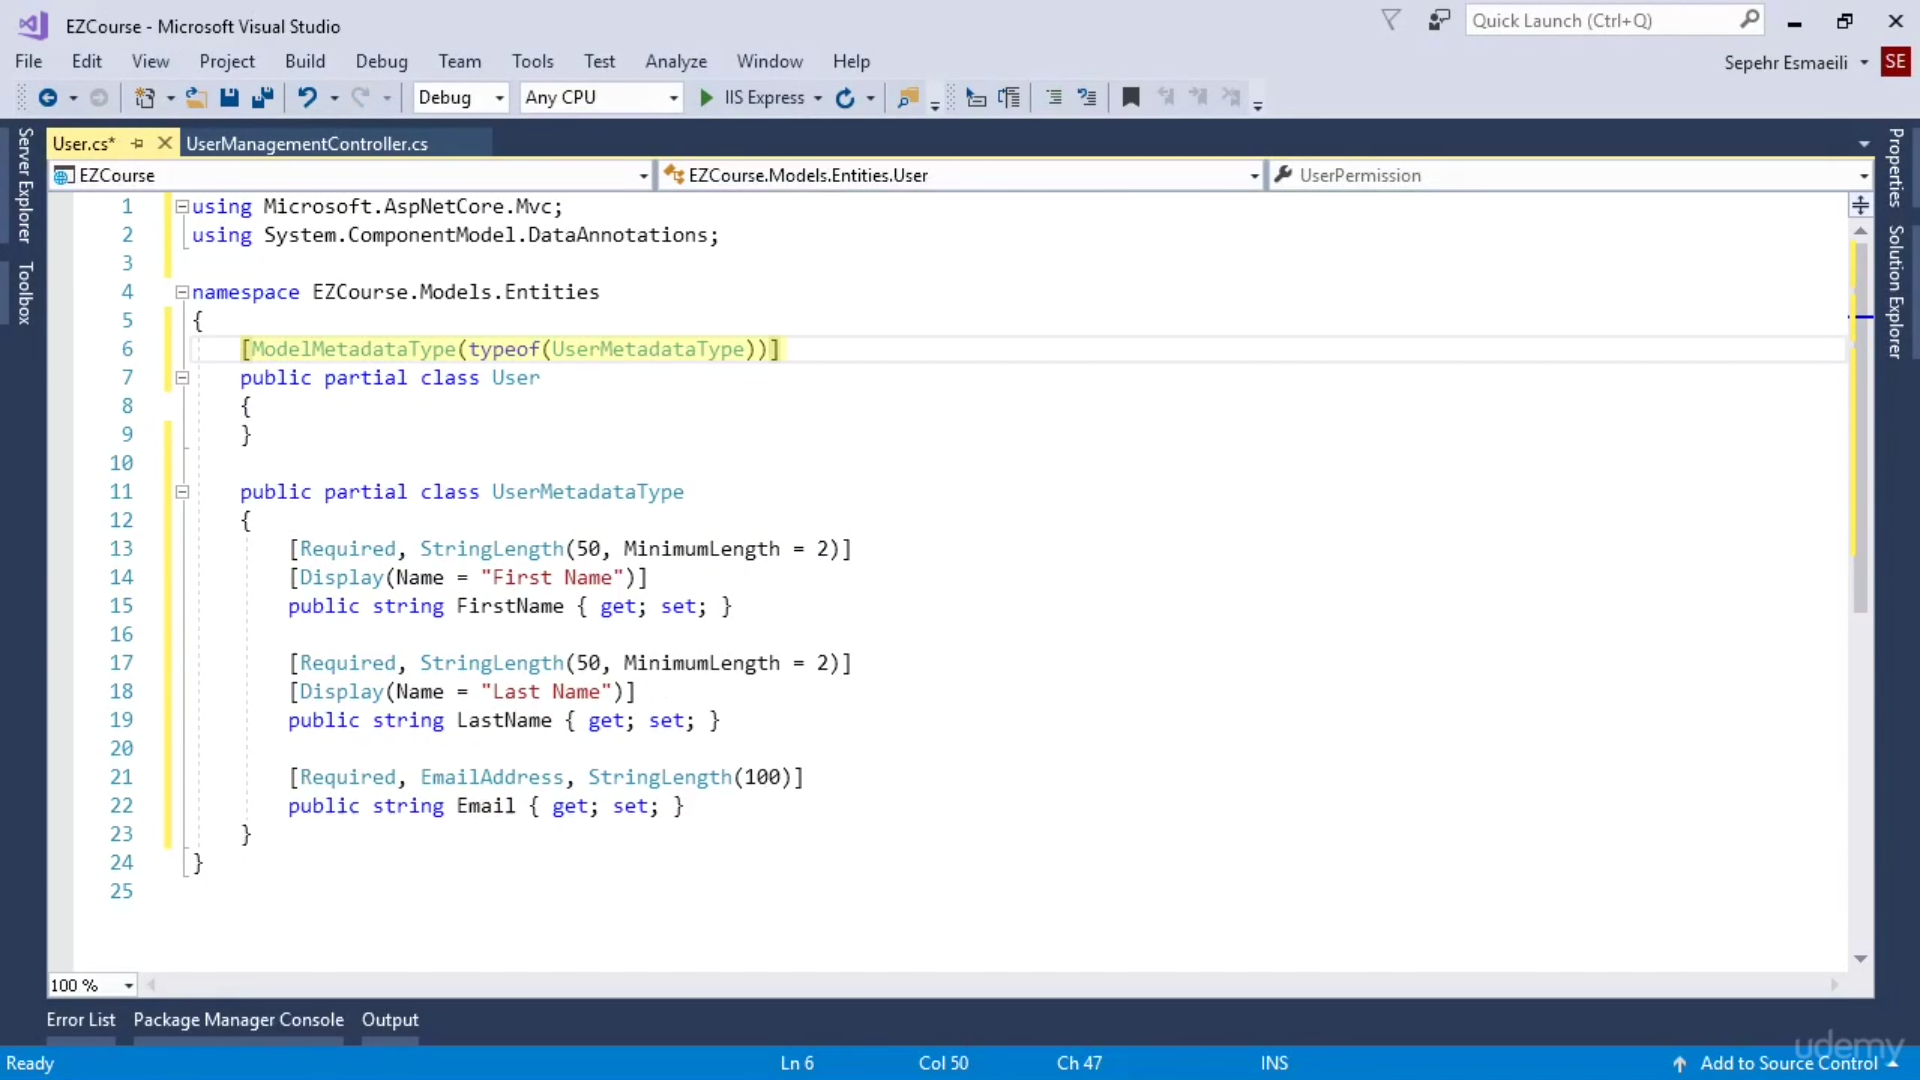 EZCourse - Microsoft Visual Studio
Quick Launch (Ctrl+Q)
File Edit View Project Build Debug Team Tools Test Analyze Window Help
Sepehr Esmaeili SE
Debug Any CPU IIS Express
User.cs* UserManagementController.cs
EZCourse EZCourse.Models.Entities.User UserPermission
Server Explorer
Toolbox
Properties
Solution Explorer
1 using Microsoft.AspNetCore.Mvc;
2 using System.ComponentModel.DataAnnotations;
3
4 namespace EZCourse.Models.Entities
5 {
6 [ModelMetadataType(typeof(UserMetadataType))]
7 public partial class User
8 {
9 }
10
11 public partial class UserMetadataType
12 {
13 [Required, StringLength(50, MinimumLength = 2)]
14 [Display(Name = "First Name")]
15 public string FirstName { get; set; }
16
17 [Required, StringLength(50, MinimumLength = 2)]
18 [Display(Name = "Last Name")]
19 public string LastName { get; set; }
20
21 [Required, EmailAddress, StringLength(100)]
22 public string Email { get; set; }
23 }
24 }
25
100 %
Error List Package Manager Console Output
udemy
Ready Ln 6 Col 50 Ch 47 INS Add to Source Control